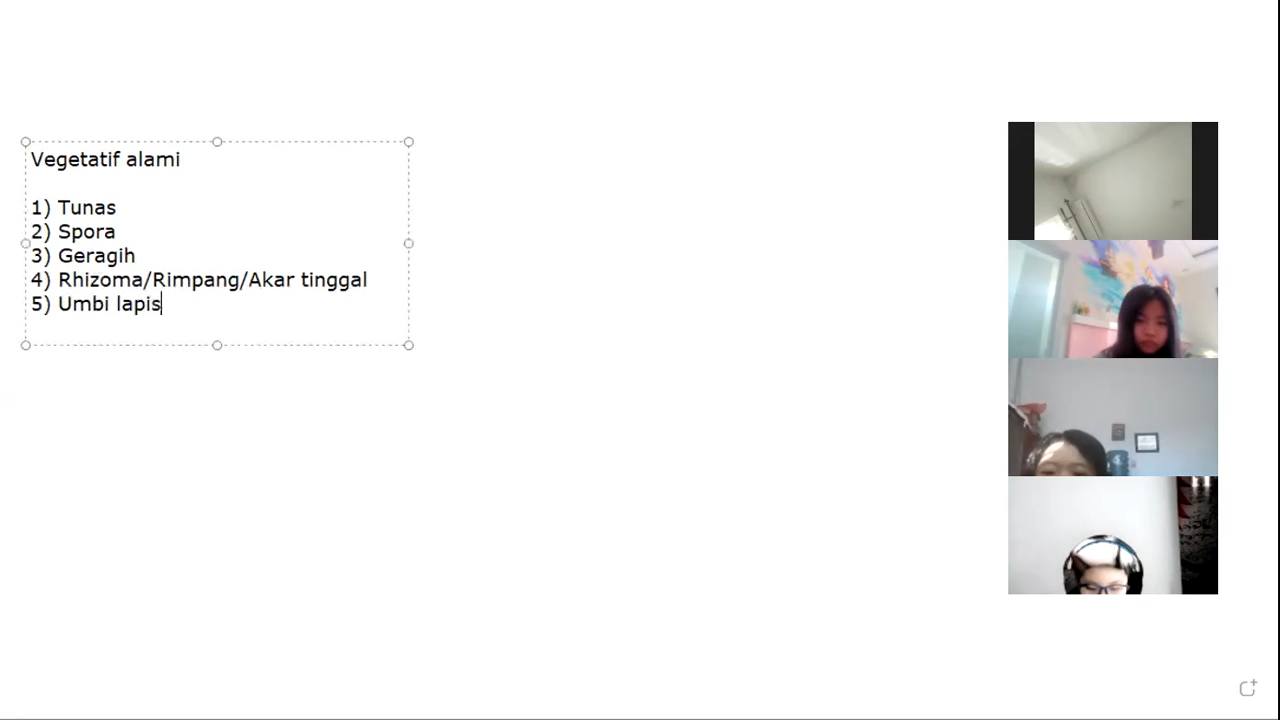 Vegetatif alami
1) Tunas
2) Spora
3) Geragih
4) Rhizoma/Rimpang/Akar tinggal
5) Umbi lapis